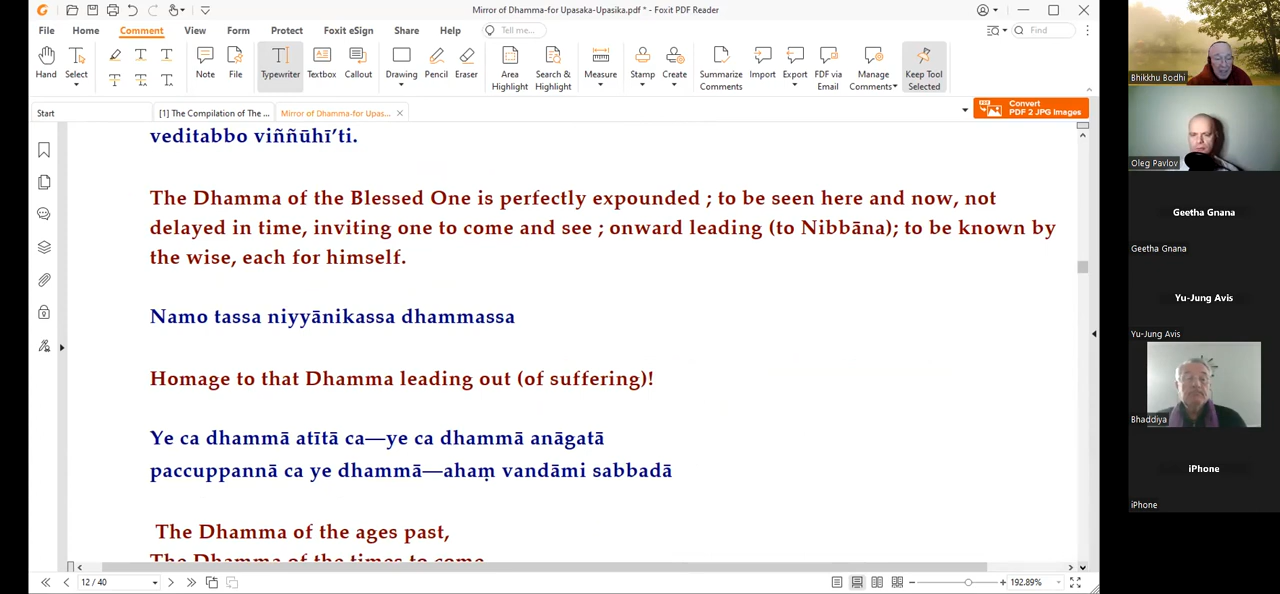 Mirror of Dhamma-for Upasaka-Upasika.pdf * - Foxit PDF Reader
File Home Comment View Form Protect Foxit eSign Share Help Tell me... Find
Hand Select Note File Typewriter Textbox Callout Drawing Pencil Eraser Area Highlight Search & Highlight Measure Stamp Create Summarize Comments Import Export FDF via Email Manage Comments Keep Tool Selected
Start [1] The Compilation of The ... Mirror of Dhamma-for Upas... Convert PDF 2 JPG Images
veditabbo viññūhī’ti.
The Dhamma of the Blessed One is perfectly expounded ; to be seen here and now, not
delayed in time, inviting one to come and see ; onward leading (to Nibbāna); to be known by
the wise, each for himself.
Namo tassa niyyānikassa dhammassa
Homage to that Dhamma leading out (of suffering)!
Ye ca dhammā atītā ca—ye ca dhammā anāgatā
paccuppannā ca ye dhammā—ahaṃ vandāmi sabbadā
The Dhamma of the ages past,
The Dhamma of the times to come
12 / 40 192.89%
Bhikkhu Bodhi
Oleg Pavlov
Geetha Gnana
Geetha Gnana
Yu-Jung Avis
Yu-Jung Avis
Bhaddiya
iPhone
iPhone